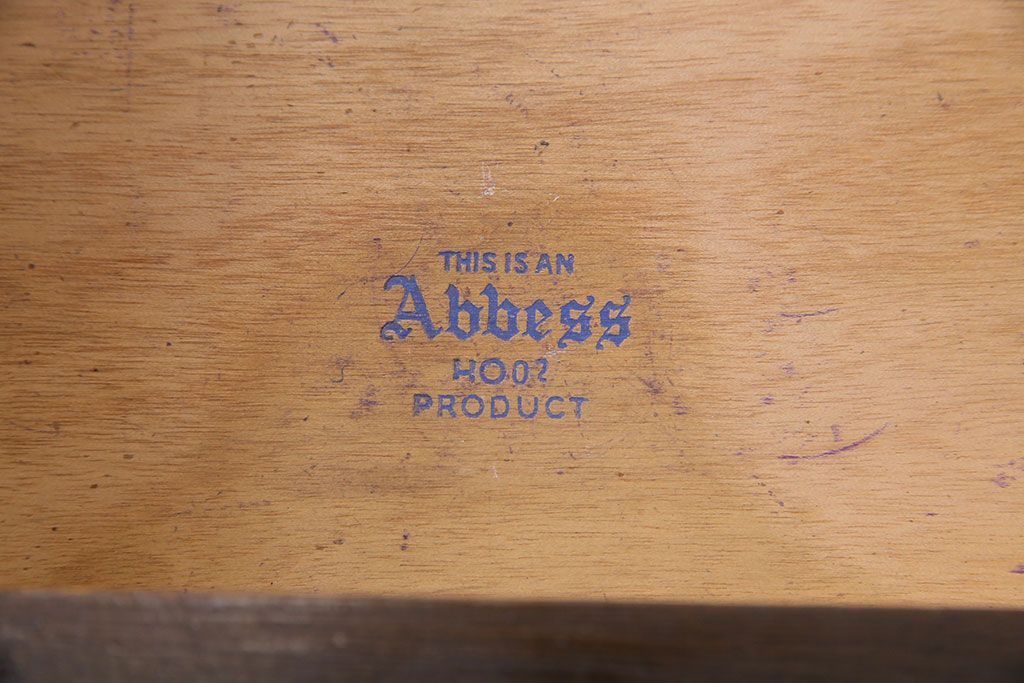 THIS IS AN
Abbess
HO02
PRODUCT